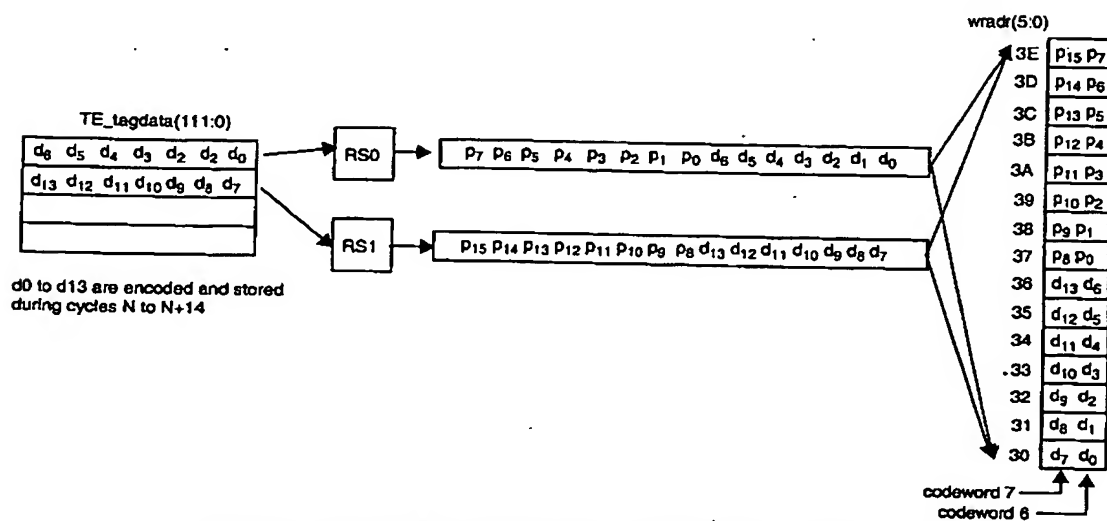 wradr(5:0)
TE_tagdata(111:0)
d6 d5 d4 d3 d2 d2 d0
d13 d12 d11 d10 d9 d8 d7
RS0
RS1
p7 p6 p5 p4 p3 p2 p1 p0 d6 d5 d4 d3 d2 d1 d0
p15 p14 p13 p12 p11 p10 p9 p8 d13 d12 d11 d10 d9 d8 d7
d0 to d13 are encoded and stored
during cycles N to N+14
3E p15 p7
3D p14 p6
3C p13 p5
3B p12 p4
3A p11 p3
39 p10 p2
38 p9 p1
37 p8 p0
36 d13 d6
35 d12 d5
34 d11 d4
33 d10 d3
32 d9 d2
31 d8 d1
30 d7 d0
codeword 7
codeword 6